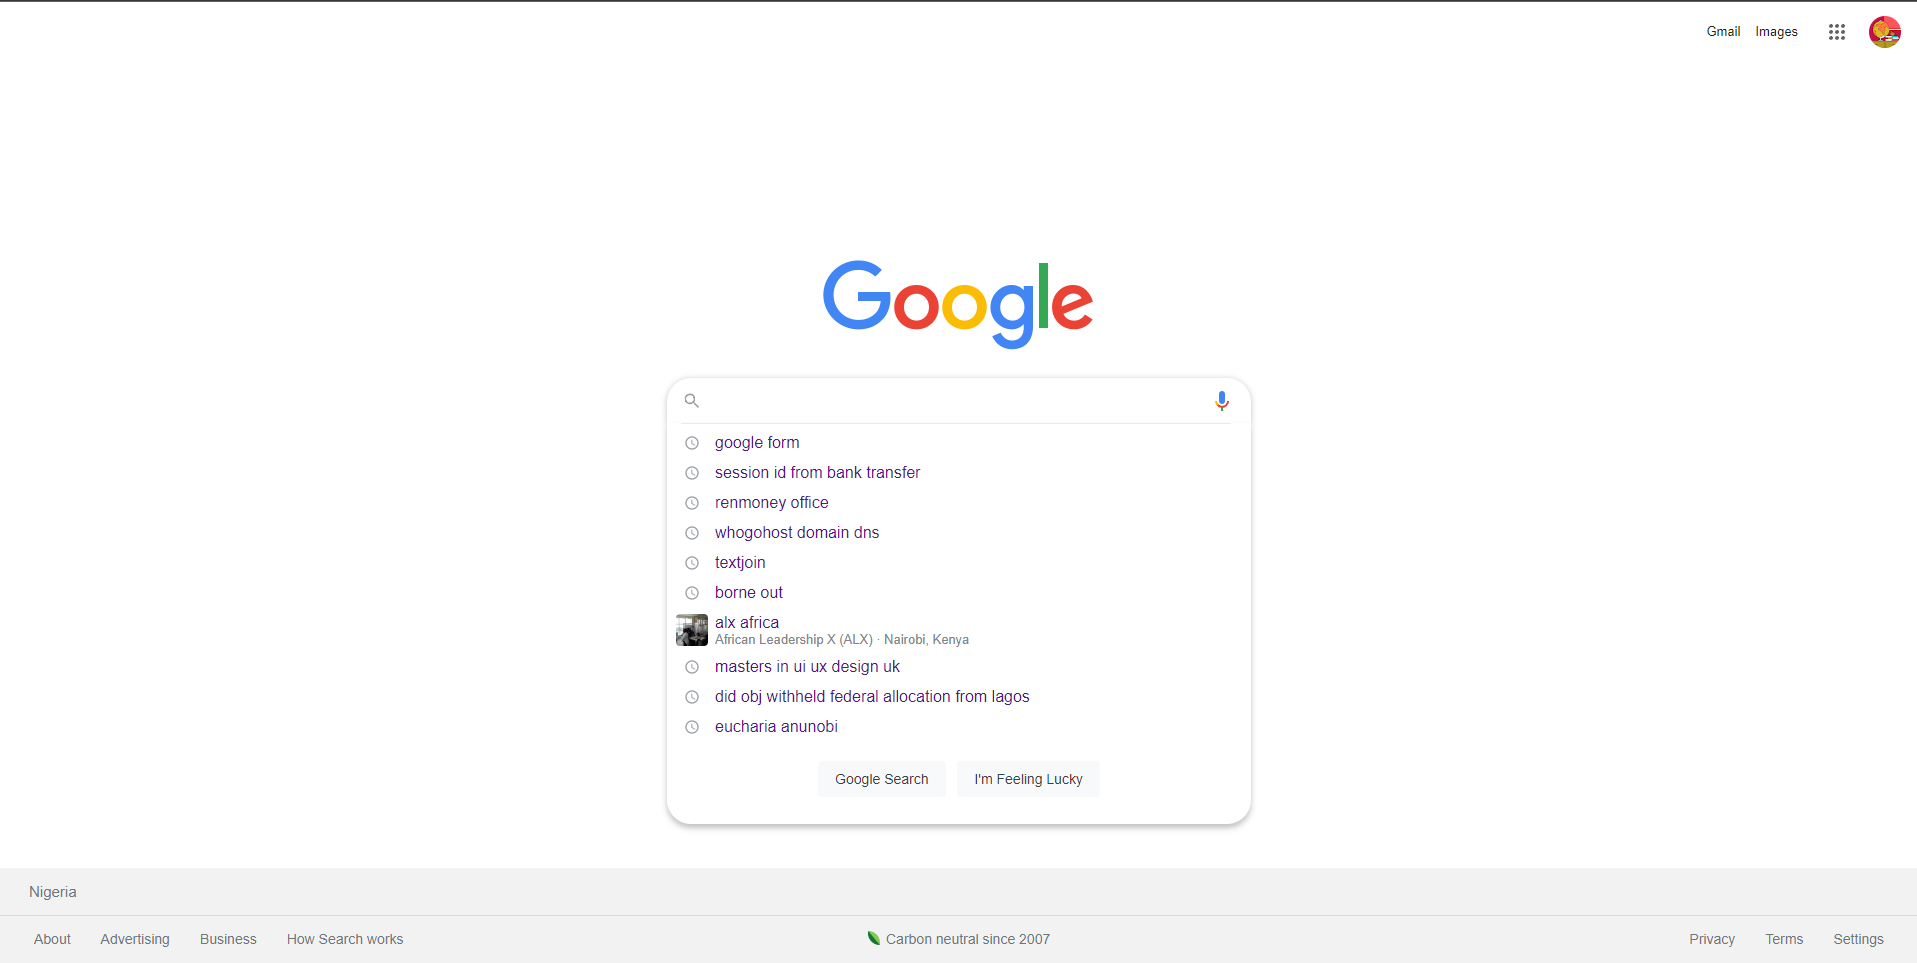 Gmail Images
Google
google form
session id from bank transfer
renmoney office
whogohost domain dns
textjoin
borne out
alx africa
African Leadership X (ALX) · Nairobi, Kenya
masters in ui ux design uk
did obj withheld federal allocation from lagos
eucharia anunobi
Google Search I'm Feeling Lucky
Nigeria
About Advertising Business How Search works Carbon neutral since 2007 Privacy Terms Settings